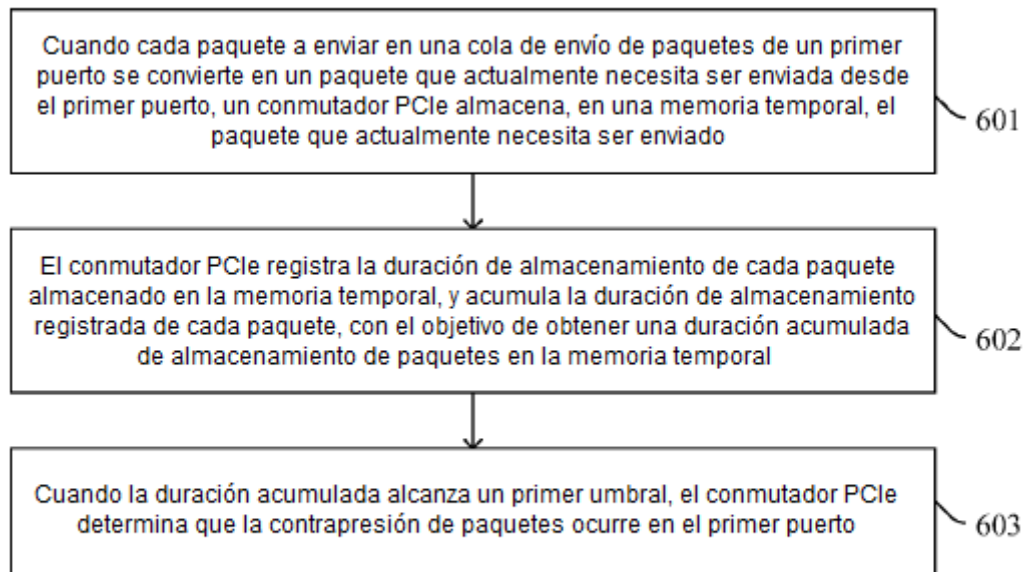 Cuando cada paquete a enviar en una cola de envío de paquetes de un primer
puerto se convierte en un paquete que actualmente necesita ser enviada desde
el primer puerto, un conmutador PCIe almacena, en una memoria temporal, el
paquete que actualmente necesita ser enviado
601
El conmutador PCIe registra la duración de almacenamiento de cada paquete
almacenado en la memoria temporal, y acumula la duración de almacenamiento
registrada de cada paquete, con el objetivo de obtener una duración acumulada
de almacenamiento de paquetes en la memoria temporal
602
Cuando la duración acumulada alcanza un primer umbral, el conmutador PCIe
determina que la contrapresión de paquetes ocurre en el primer puerto
603